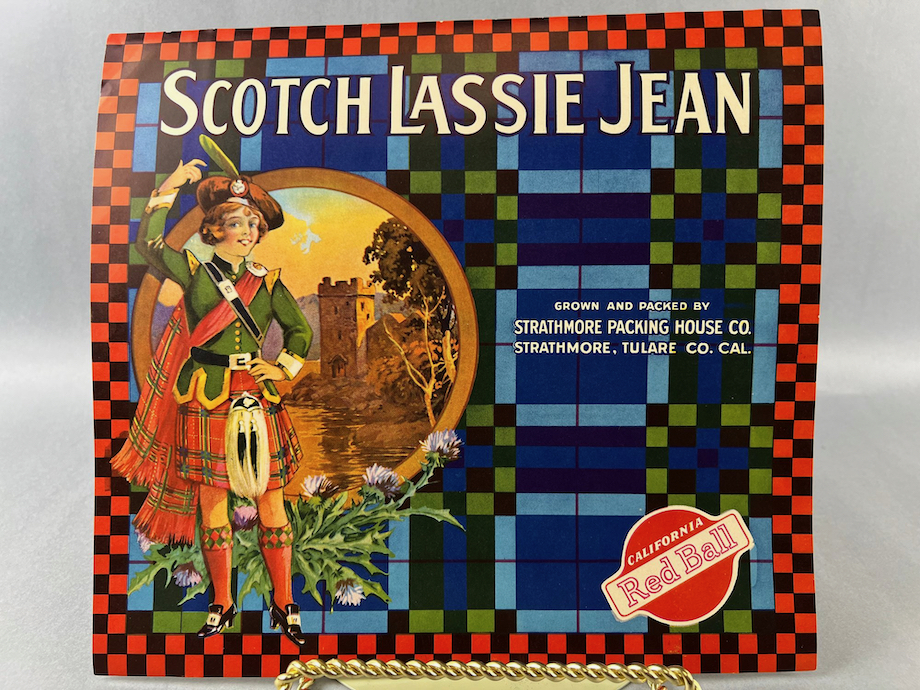 SCOTCH LASSIE JEAN
GROWN AND PACKED BY
STRATHMORE PACKING HOUSE CO.
STRATHMORE, TULARE CO. CAL.
CALIFORNIA
Red Ball